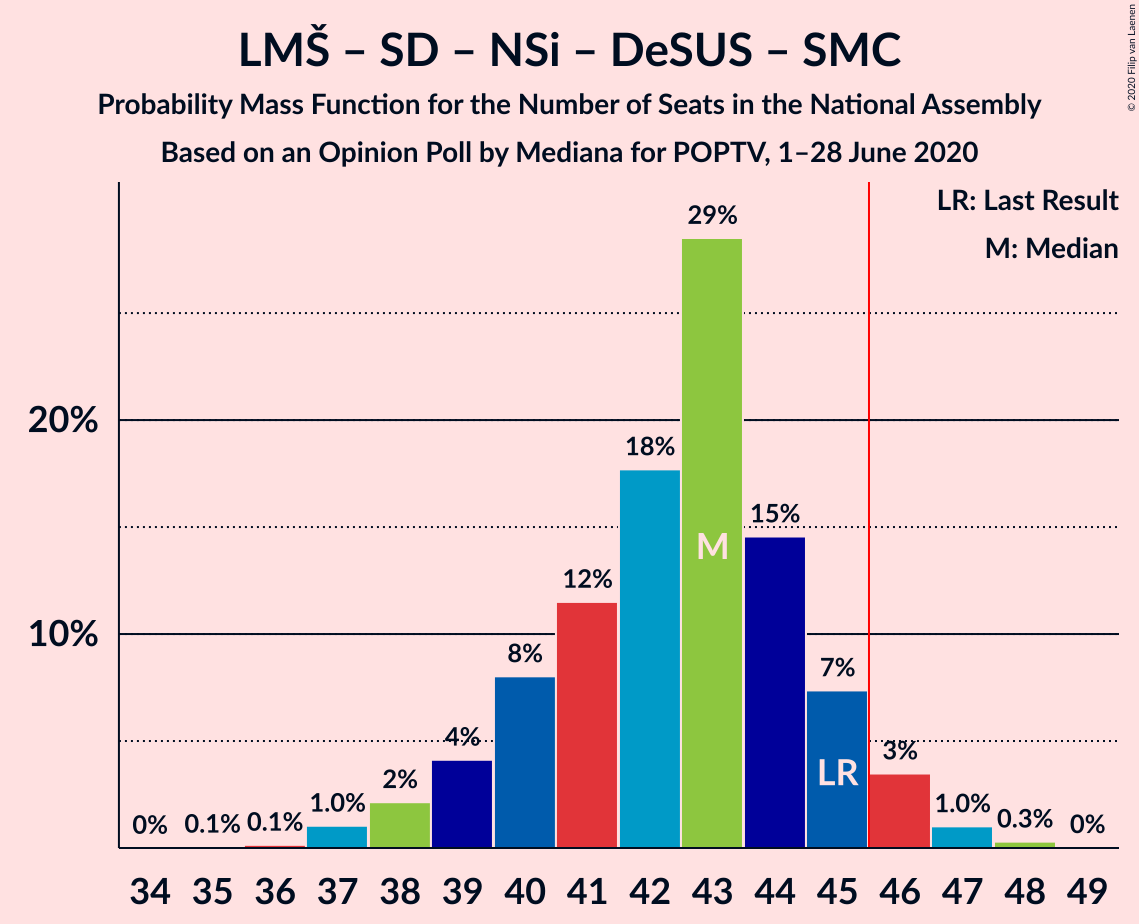 LMŠ – SD – NSi – DeSUS – SMC
Probability Mass Function for the Number of Seats in the National Assembly
Based on an Opinion Poll by Mediana for POPTV, 1–28 June 2020
© 2020 Filip van Laenen
LR: Last Result
M: Median
20%
10%
0%
0.1%
0.1%
1.0%
2%
4%
8%
12%
18%
29%
15%
7%
3%
1.0%
0.3%
0%
M
LR
34 35 36 37 38 39 40 41 42 43 44 45 46 47 48 49